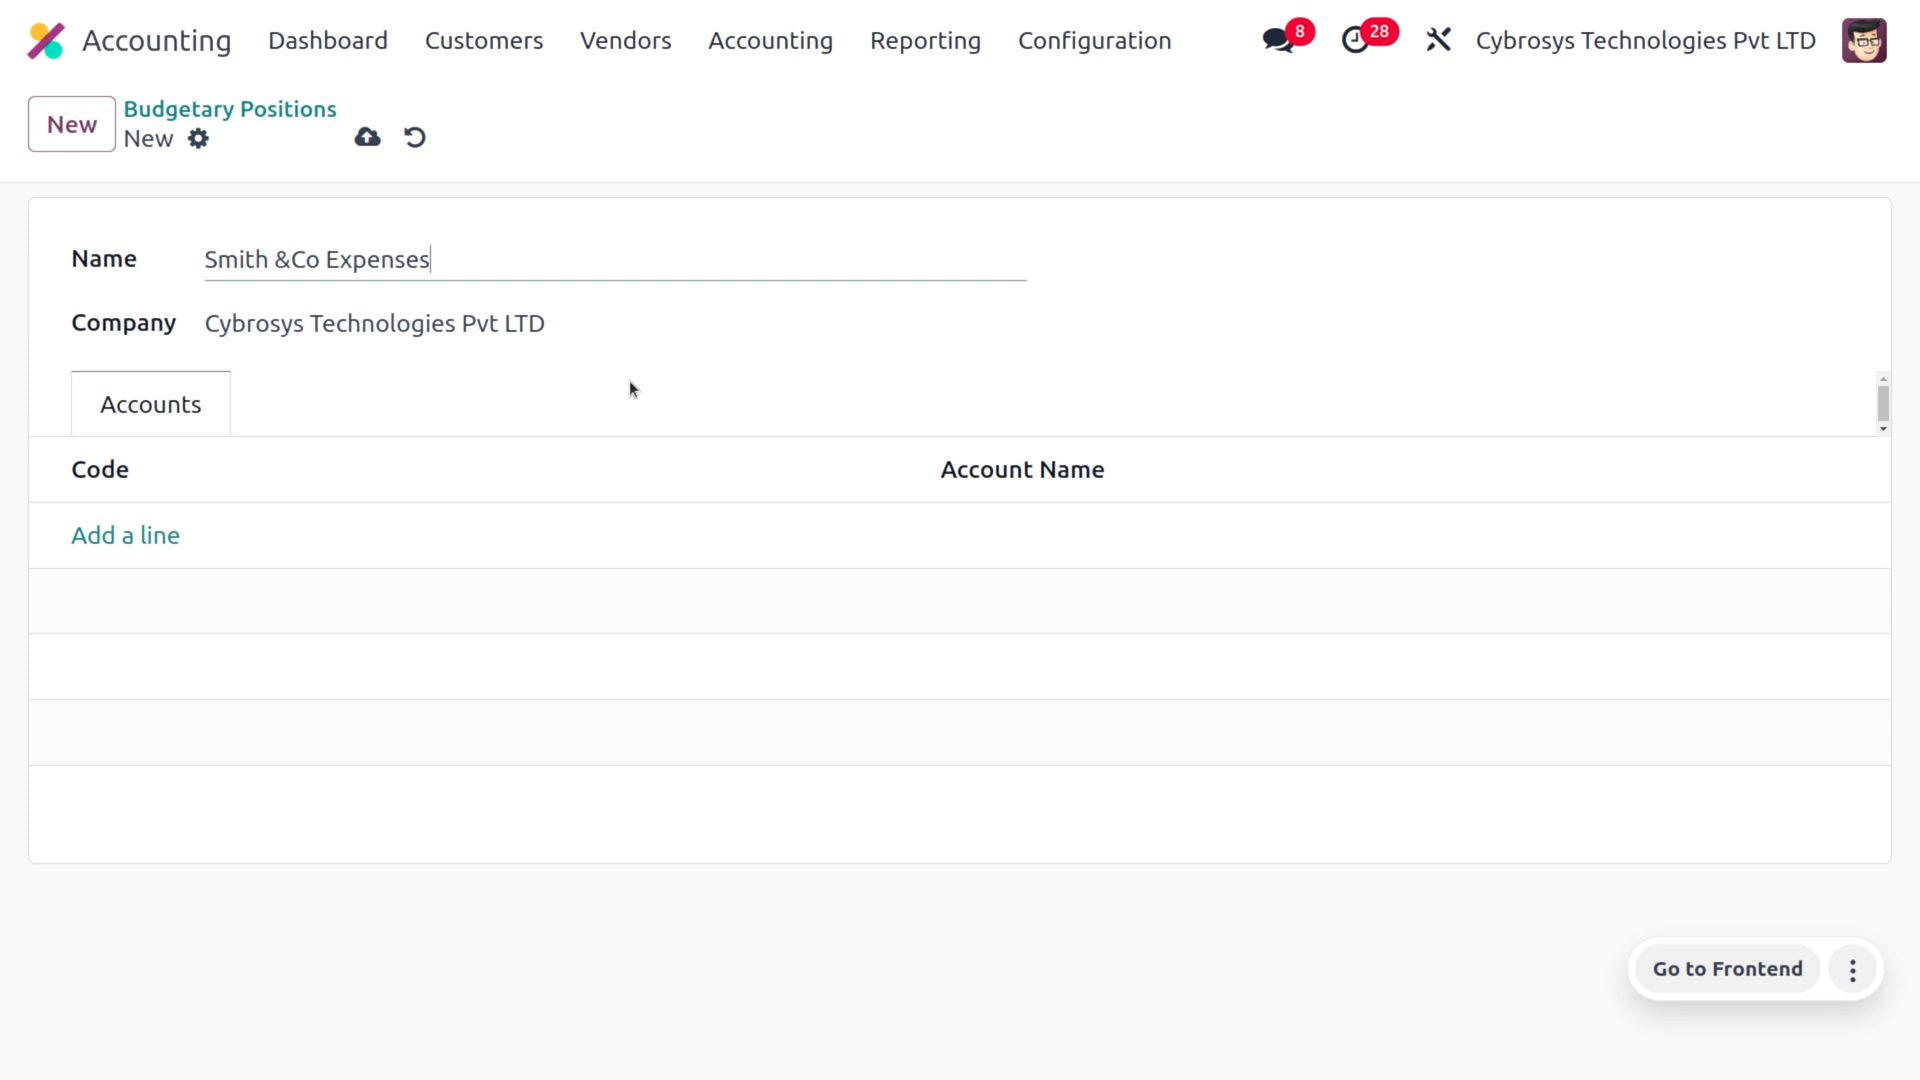 Accounting Dashboard Customers Vendors Accounting Reporting Configuration 8 28 Cybrosys Technologies Pvt LTD
New Budgetary Positions
New
Name Smith &Co Expenses
Company Cybrosys Technologies Pvt LTD
Accounts
Code Account Name
Add a line
Go to Frontend